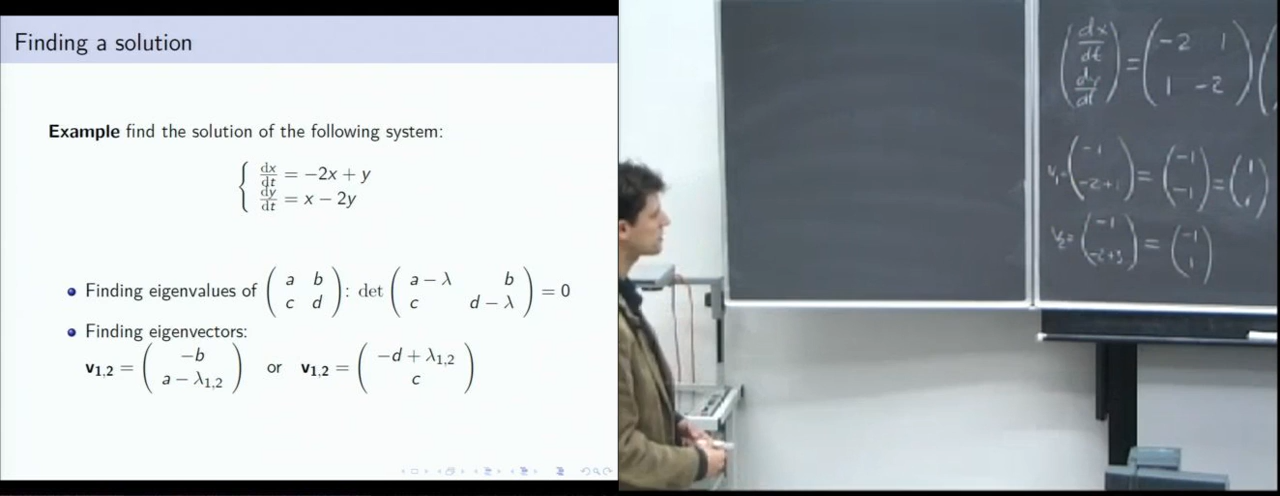 Finding a solution
Example find the solution of the following system:
{ dx/dt = −2x + y
dy/dt = x − 2y
• Finding eigenvalues of ( a b ; c d ): det ( a − λ b ; c d − λ ) = 0
• Finding eigenvectors:
v1,2 = ( −b ; a − λ1,2 ) or v1,2 = ( −d + λ1,2 ; c )
( dx/dt ; dy/dt ) = ( -2 1 ; 1 -2 ) (
v1= ( -1 ; -2+1 ) = ( -1 ; -1 ) = ( 1 ; 1 )
v2= ( -1 ; -2+3 ) = ( -1 ; 1 )